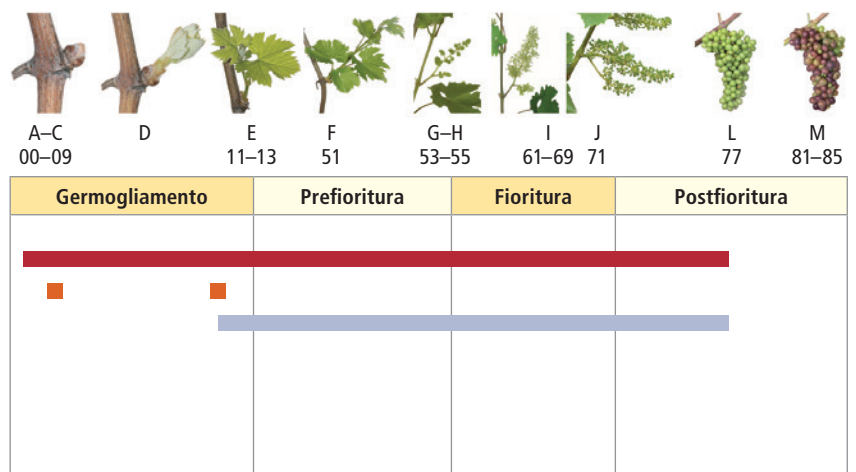 A–C D E F G–H I J L M
00–09 11–13 51 53–55 61–69 71 77 81–85
Germogliamento Prefioritura Fioritura Postfioritura